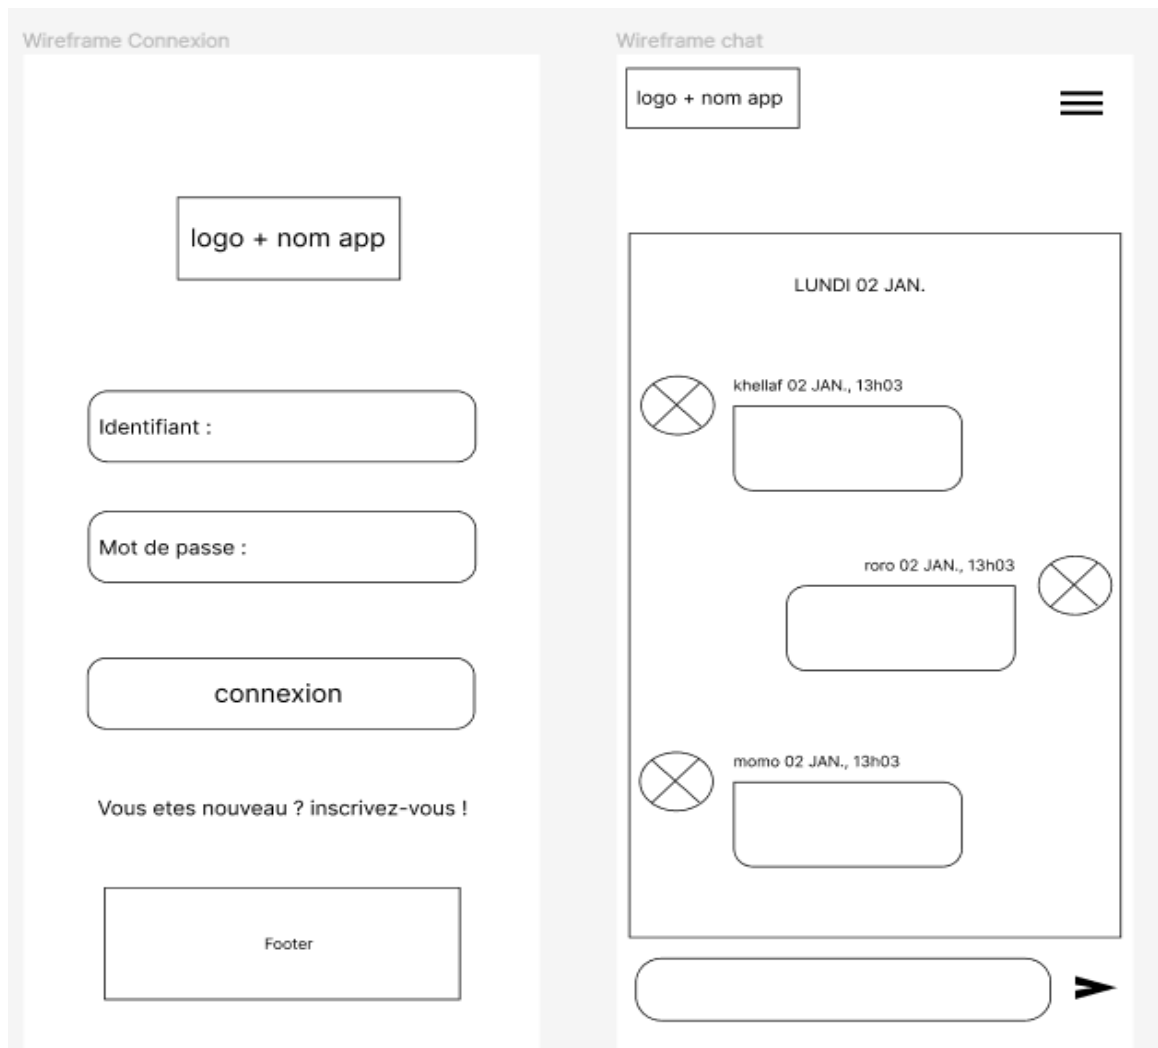 Wireframe Connexion
logo + nom app
Identifiant :
Mot de passe :
connexion
Vous etes nouveau ? inscrivez-vous !
Footer
Wireframe chat
logo + nom app
LUNDI 02 JAN.
khellaf 02 JAN., 13h03
roro 02 JAN., 13h03
momo 02 JAN., 13h03